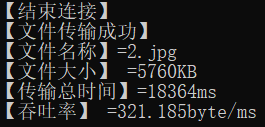 【结束连接】
【文件传输成功】
【文件名称】=2.jpg
【文件大小】 =5760KB
【传输总时间】=18364ms
【吞吐率】 =321.185byte/ms